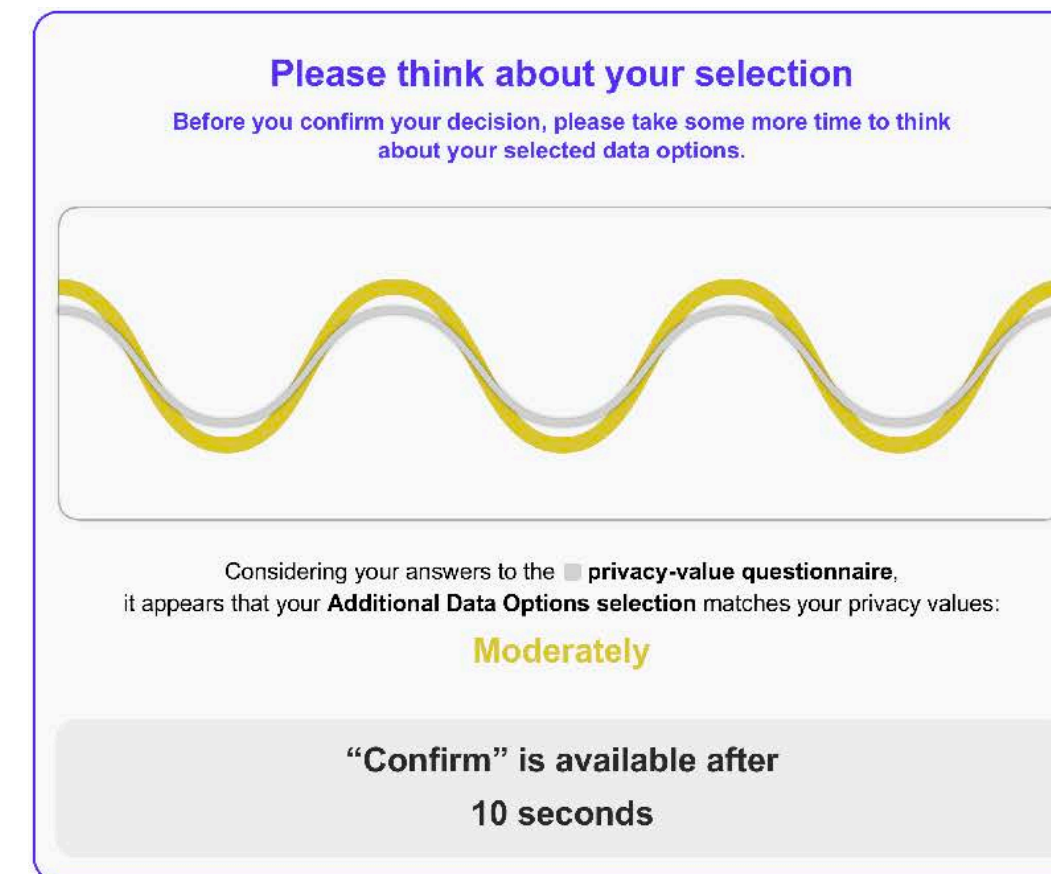 Please think about your selection
Before you confirm your decision, please take some more time to think
about your selected data options.
Considering your answers to the privacy-value questionnaire,
it appears that your Additional Data Options selection matches your privacy values:
Moderately
“Confirm” is available after
10 seconds